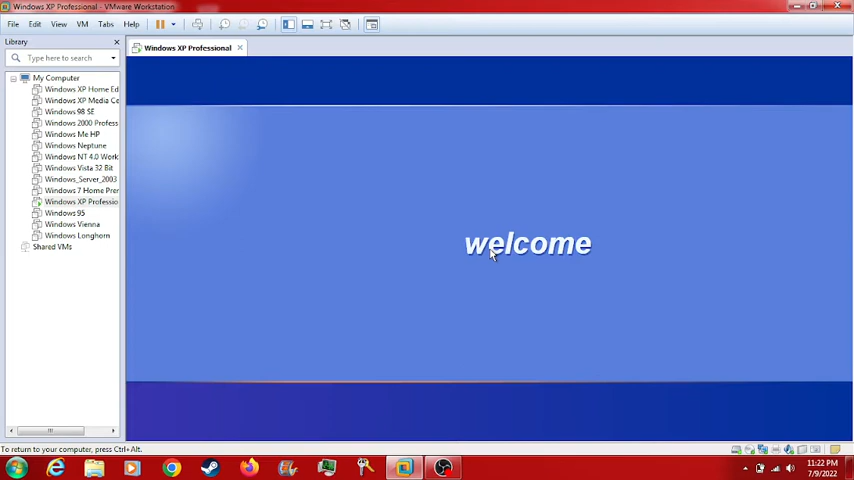 Windows XP Professional - VMware Workstation
File Edit View VM Tabs Help
Library
Type here to search
Windows XP Professional
My Computer
Windows XP Home Ed
Windows XP Media Ce
Windows 98 SE
Windows 2000 Profess
Windows Me HP
Windows Neptune
Windows NT 4.0 Work
Windows Vista 32 Bit
Windows_Server_2003
Windows 7 Home Prer
Windows XP Professio
Windows 95
Windows Vienna
Windows Longhorn
Shared VMs
welcome
To return to your computer, press Ctrl+Alt.
11:22 PM
7/9/2022